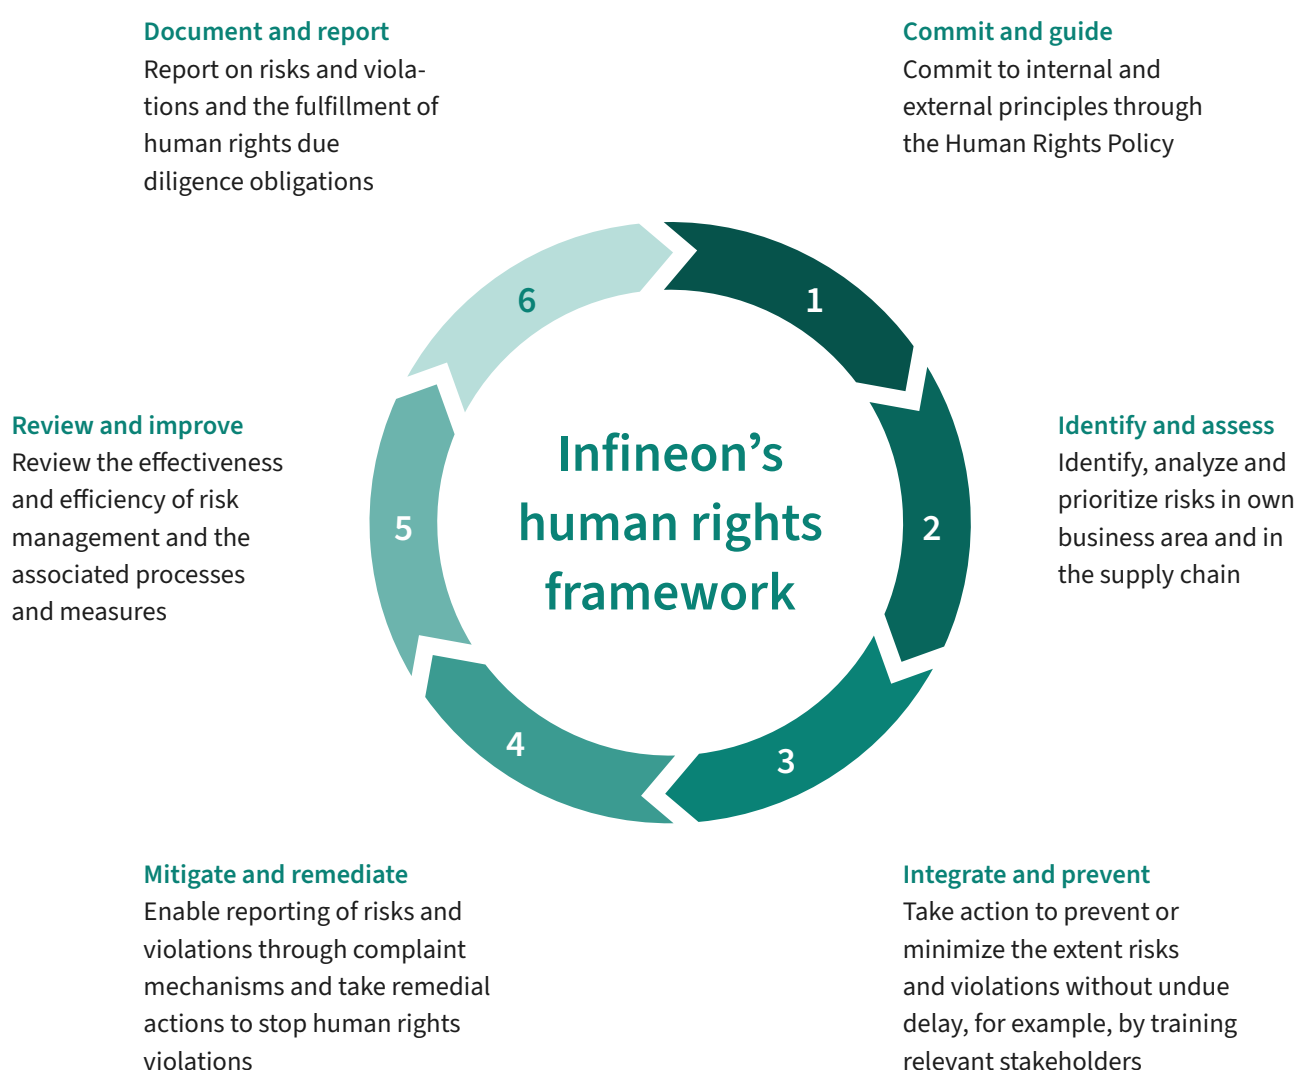 Document and report
Report on risks and viola-
tions and the fulfillment of
human rights due
diligence obligations
Commit and guide
Commit to internal and
external principles through
the Human Rights Policy
6
1
Review and improve
Review the effectiveness
and efficiency of risk
management and the
associated processes
and measures
5
Infineon’s
human rights
framework
2
Identify and assess
Identify, analyze and
prioritize risks in own
business area and in
the supply chain
4
3
Mitigate and remediate
Enable reporting of risks and
violations through complaint
mechanisms and take remedial
actions to stop human rights
violations
Integrate and prevent
Take action to prevent or
minimize the extent risks
and violations without undue
delay, for example, by training
relevant stakeholders